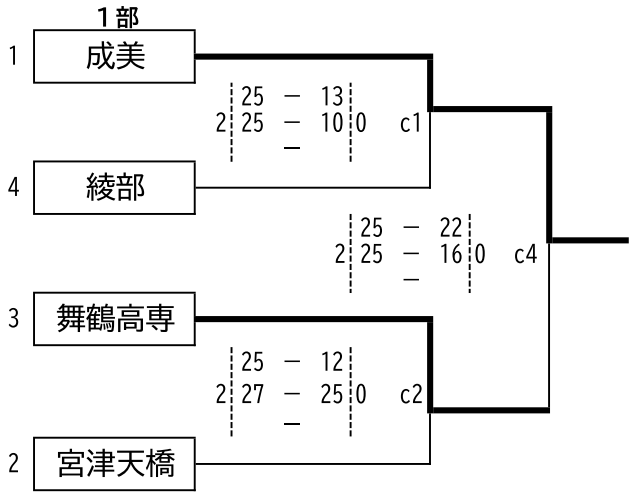 １部
1 成美
25 － 13
2 25 － 10 0 c1
－
4 綾部
25 － 22
2 25 － 16 0 c4
－
3 舞鶴高専
25 － 12
2 27 － 25 0 c2
－
2 宮津天橋